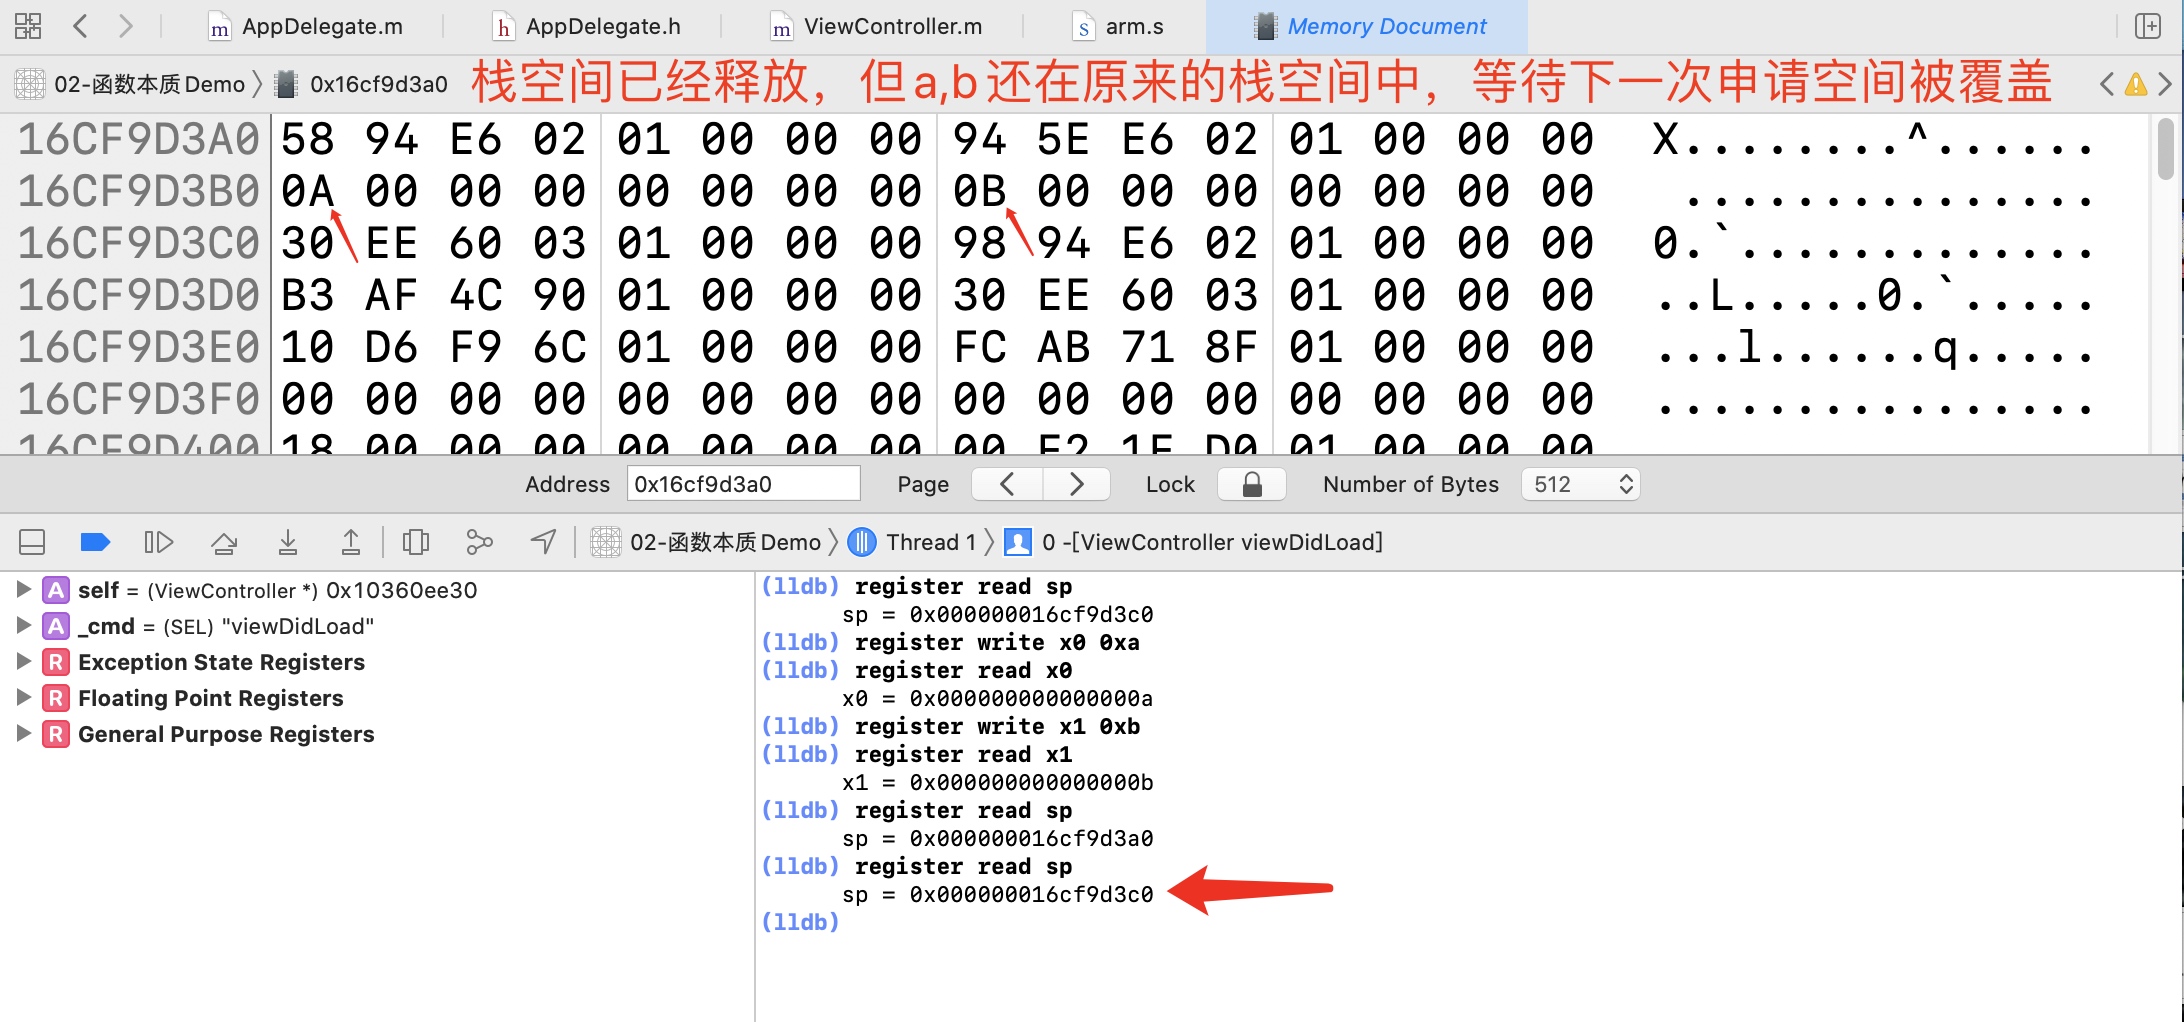 AppDelegate.m AppDelegate.h ViewController.m arm.s Memory Document
02-函数本质Demo 0x16cf9d3a0 栈空间已经释放，但a,b还在原来的栈空间中，等待下一次申请空间被覆盖
16CF9D3A0 58 94 E6 02 01 00 00 00 94 5E E6 02 01 00 00 00 X........^......
16CF9D3B0 0A 00 00 00 00 00 00 00 0B 00 00 00 00 00 00 00 ...............
16CF9D3C0 30 EE 60 03 01 00 00 00 98 94 E6 02 01 00 00 00 0.`.............
16CF9D3D0 B3 AF 4C 90 01 00 00 00 30 EE 60 03 01 00 00 00 ..L.....0.`.....
16CF9D3E0 10 D6 F9 6C 01 00 00 00 FC AB 71 8F 01 00 00 00 ...l......q.....
16CF9D3F0 00 00 00 00 00 00 00 00 00 00 00 00 00 00 00 00 ................
Address 0x16cf9d3a0 Page Lock Number of Bytes 512
02-函数本质Demo Thread 1 0 -[ViewController viewDidLoad]
A self = (ViewController *) 0x10360ee30
A _cmd = (SEL) "viewDidLoad"
R Exception State Registers
R Floating Point Registers
R General Purpose Registers
(lldb) register read sp
sp = 0x000000016cf9d3c0
(lldb) register write x0 0xa
(lldb) register read x0
x0 = 0x000000000000000a
(lldb) register write x1 0xb
(lldb) register read x1
x1 = 0x000000000000000b
(lldb) register read sp
sp = 0x000000016cf9d3a0
(lldb) register read sp
sp = 0x000000016cf9d3c0
(lldb)